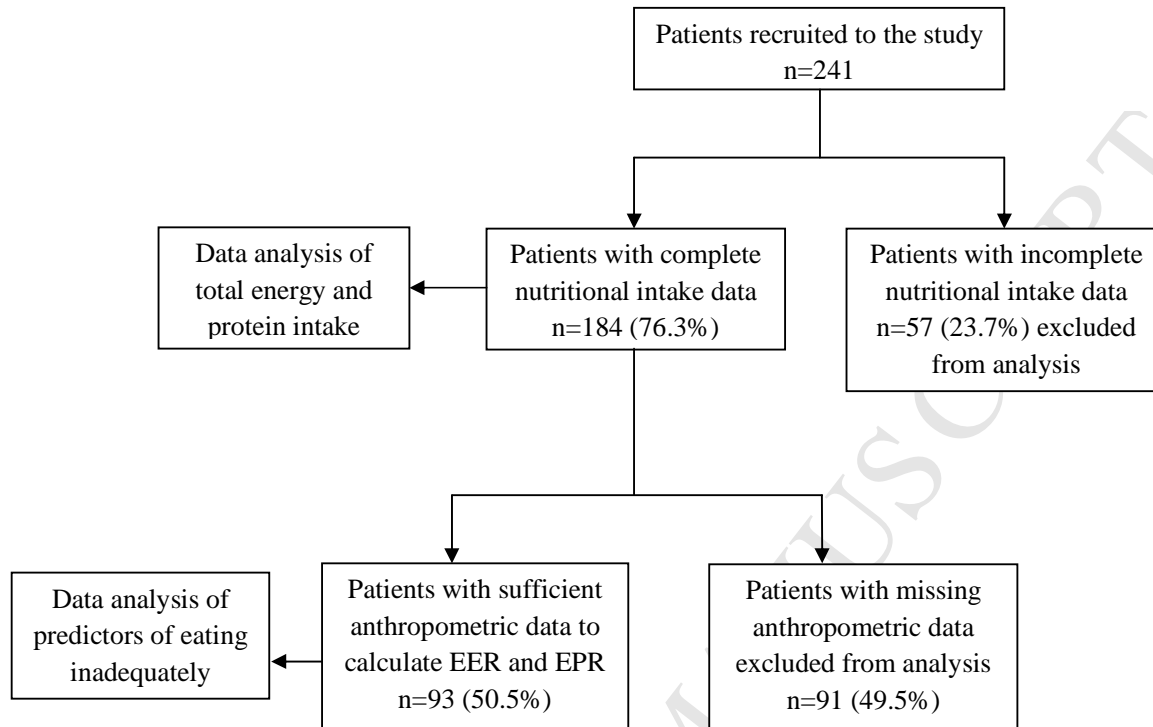 Patients recruited to the study
n=241
Data analysis of
total energy and
protein intake
Patients with complete
nutritional intake data
n=184 (76.3%)
Patients with incomplete
nutritional intake data
n=57 (23.7%) excluded
from analysis
Data analysis of
predictors of eating
inadequately
Patients with sufficient
anthropometric data to
calculate EER and EPR
n=93 (50.5%)
Patients with missing
anthropometric data
excluded from analysis
n=91 (49.5%)